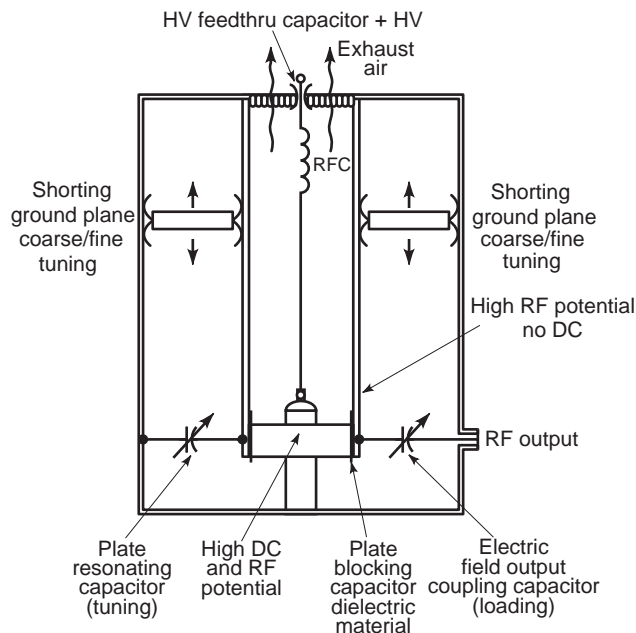 HV feedthru capacitor + HV
Exhaust
air
RFC
Shorting
ground plane
coarse/fine
tuning
Shorting
ground plane
coarse/fine
tuning
High RF potential
no DC
RF output
Plate
resonating
capacitor
(tuning)
High DC
and RF
potential
Plate
blocking
capacitor
dielectric
material
Electric
field output
coupling capacitor
(loading)